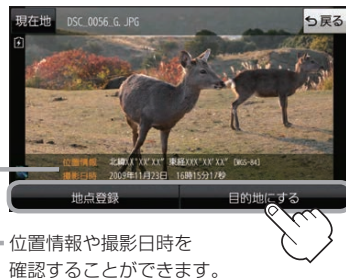 現在地 DSC_0056_G.JPG 戻る
位置情報 北緯XX°XX'XX" 東経XXX°XX'XX" [WGS-84]
撮影日時 2009年11月23日 16時15分17秒
地点登録 目的地にする
位置情報や撮影日時を
確認することができます。